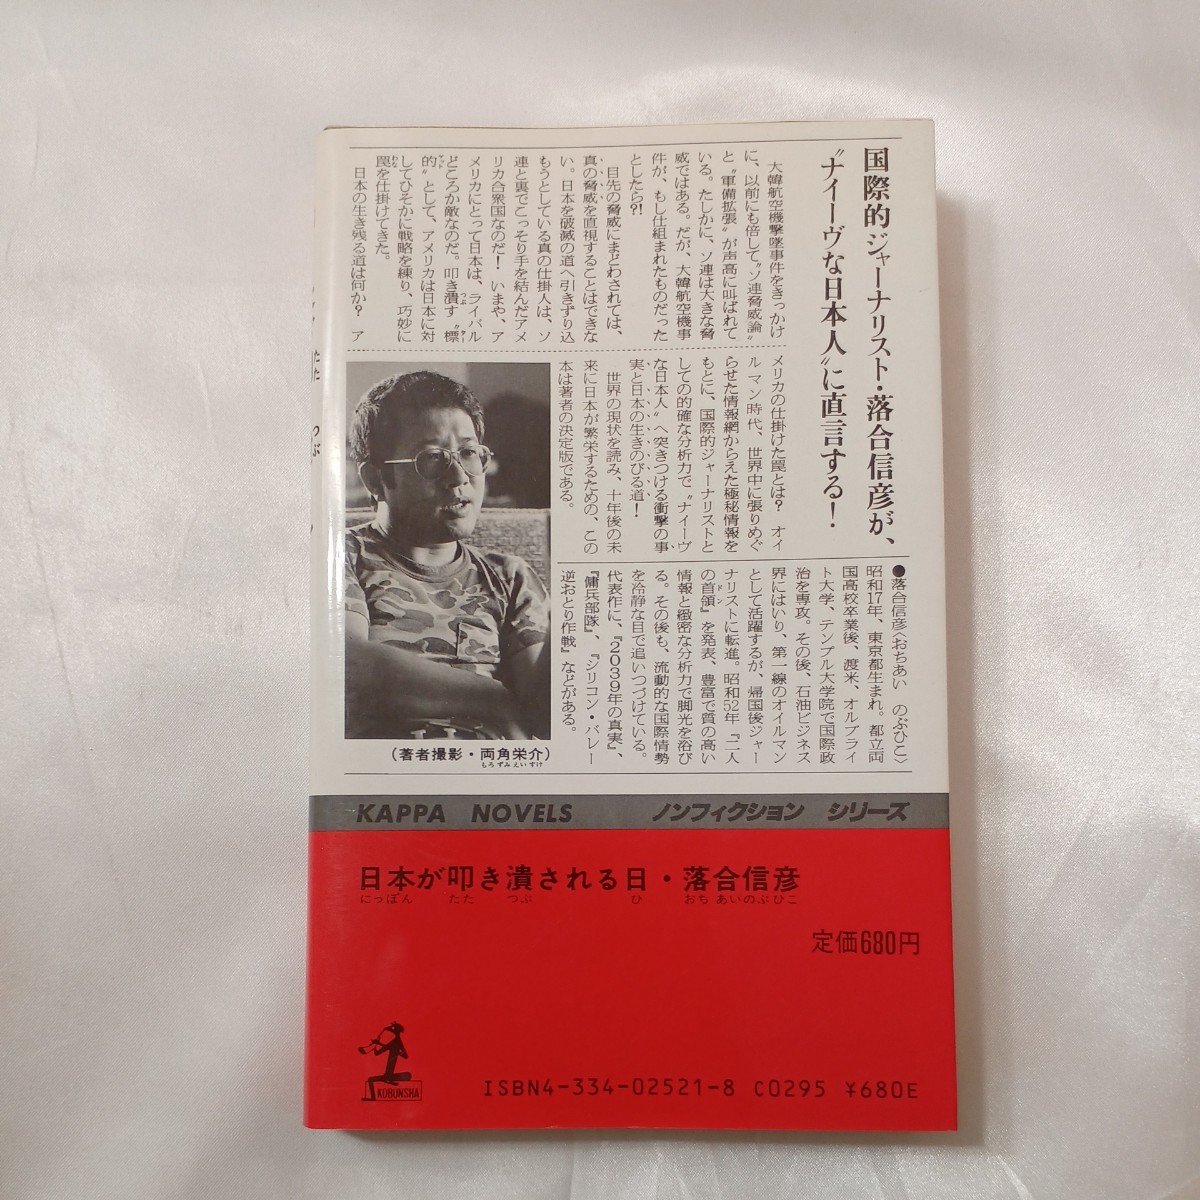 国際的ジャーナリスト・落合信彦が、
〝ナイーヴな日本人〟に直言する！
大韓航空機撃墜事件をきっかけ
に、以前にも倍して〝ソ連脅威論〟
と〝軍備拡張〟が声高に叫ばれて
いる。たしかに、ソ連は大きな脅
威ではある。だが、大韓航空機事
件が、もし仕組まれたものだった
としたら?!
目先の脅威にまどわされては、
真の脅威を直視することはできな
い。日本を破滅の道へ引きずり込
もうとしている真の仕掛人は、ソ
連と裏でこっそり手を結んだアメ
リカ合衆国なのだ！　いまや、ア
メリカにとって日本は、ライバル
どころか敵なのだ。叩き潰す〝標
的〟として、アメリカは日本に対
してひそかに戦略を練り、巧妙に
罠を仕掛けてきた。
日本の生き残る道は何か？　ア
メリカの仕掛けた罠とは？　オイ
ルマン時代、世界中に張りめぐ
らせた情報網からえた極秘情報を
もとに、国際的ジャーナリストと
しての的確な分析力で〝ナイーヴ
な日本人〟へ突きつける衝撃の事
実と日本の生きのびる道！
世界の現状を読み、十年後の未
来に日本が繁栄するための、この
本は著者の決定版である。
●落合信彦〈おちあい　のぶひこ〉
昭和17年、東京都生まれ。都立両
国高校卒業後、渡米、オルブライ
ト大学、テンプル大学院で国際政
治を専攻。その後、石油ビジネス
界にはいり、第一線のオイルマン
として活躍するが、帰国後ジャー
ナリストに転進。昭和52年『二人
の首領』を発表、豊富で質の高い
情報と緻密な分析力で脚光を浴び
る。その後も、流動的な国際情勢
を冷静な目で追いつづけている。
代表作に、『2039年の真実』、
『傭兵部隊』、『シリコン・バレー
逆おとり作戦』などがある。
（著者撮影・両角栄介）
もろずみえいすけ
KAPPA NOVELS ノンフィクション シリーズ
日本が叩き潰される日・落合信彦
にっぽん たた つぶ ひ おちあいのぶひこ
定価680円
KOBUNSHA
ISBN4-334-02521-8 C0295 ¥680E